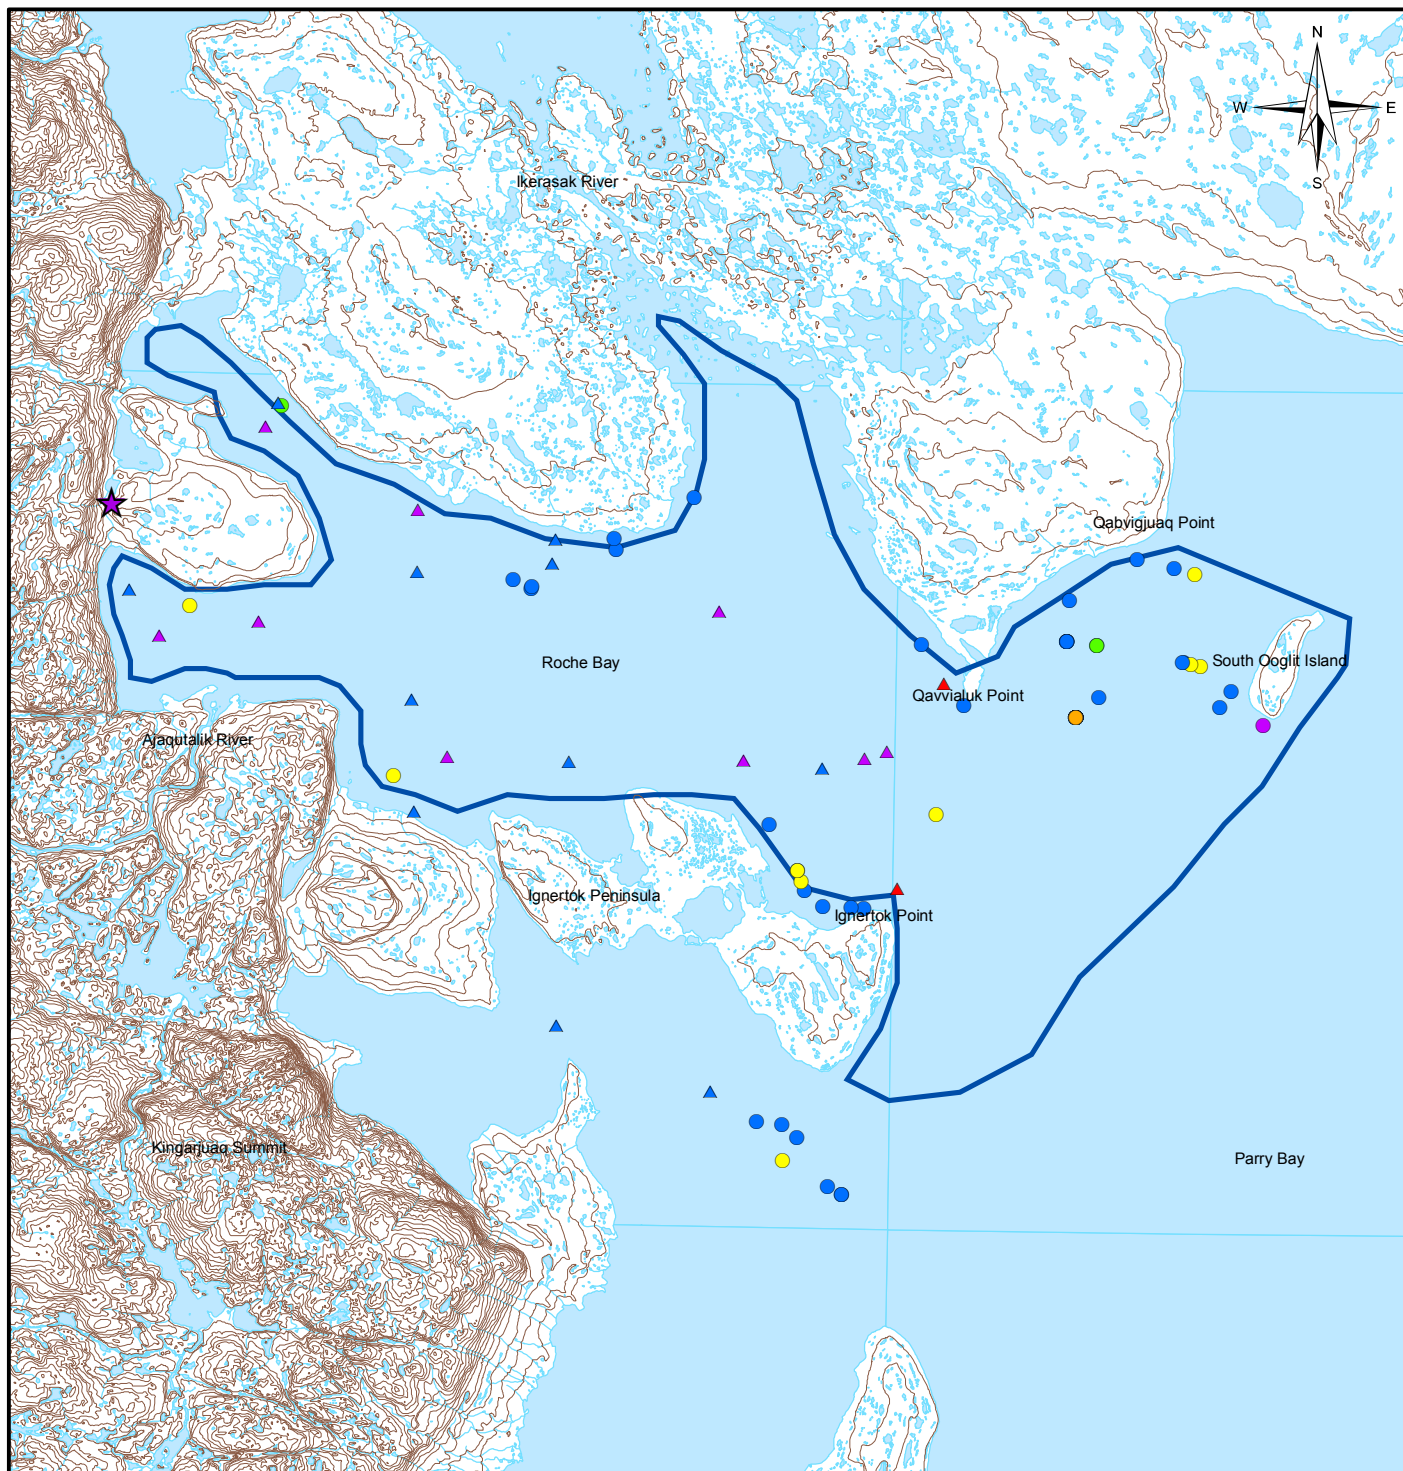 N
W E
S
Ikerasak River
Qabvigjuaq Point
Roche Bay
South Ooglit Island
Qavvialuk Point
Ajaqutalik River
Ignertok Peninsula
Ignertok Point
Kingarjuaq Summit
Parry Bay